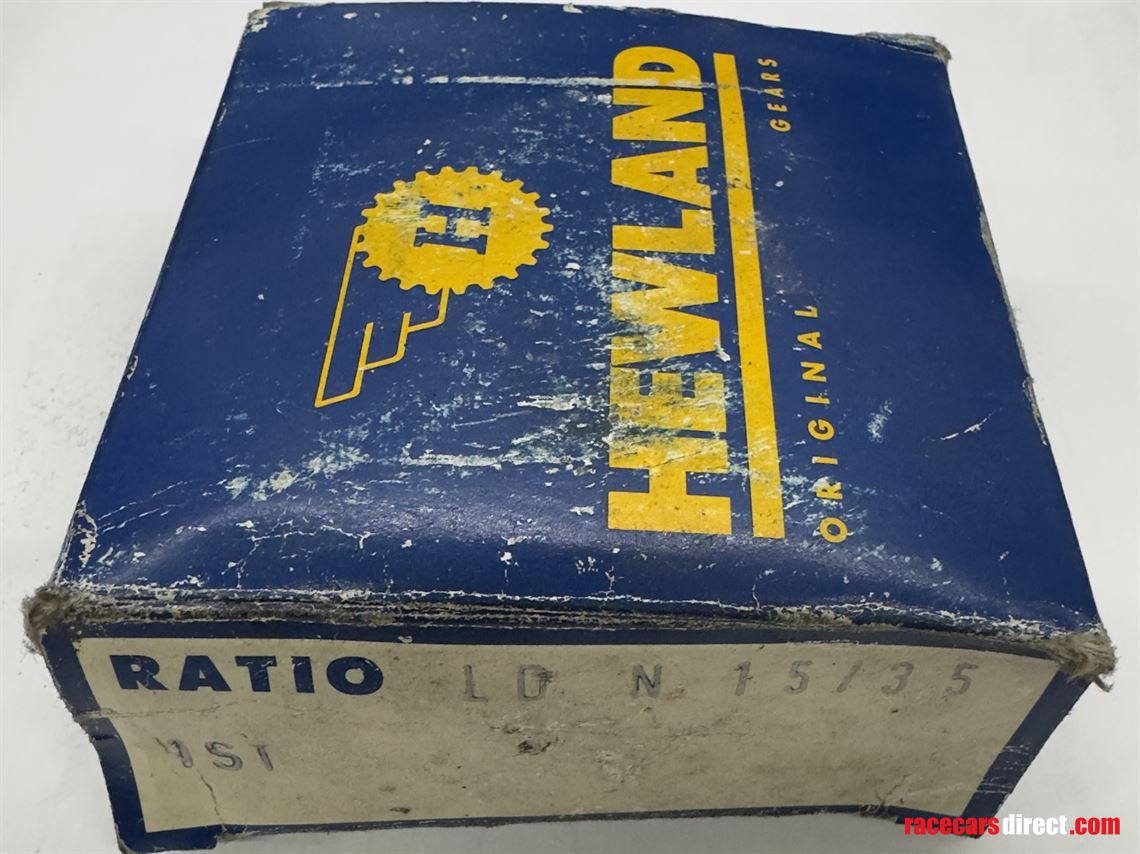 H
HEWLAND
ORIGINAL GEARS
RATIO LD N 15/35
1ST
racecarsdirect.com